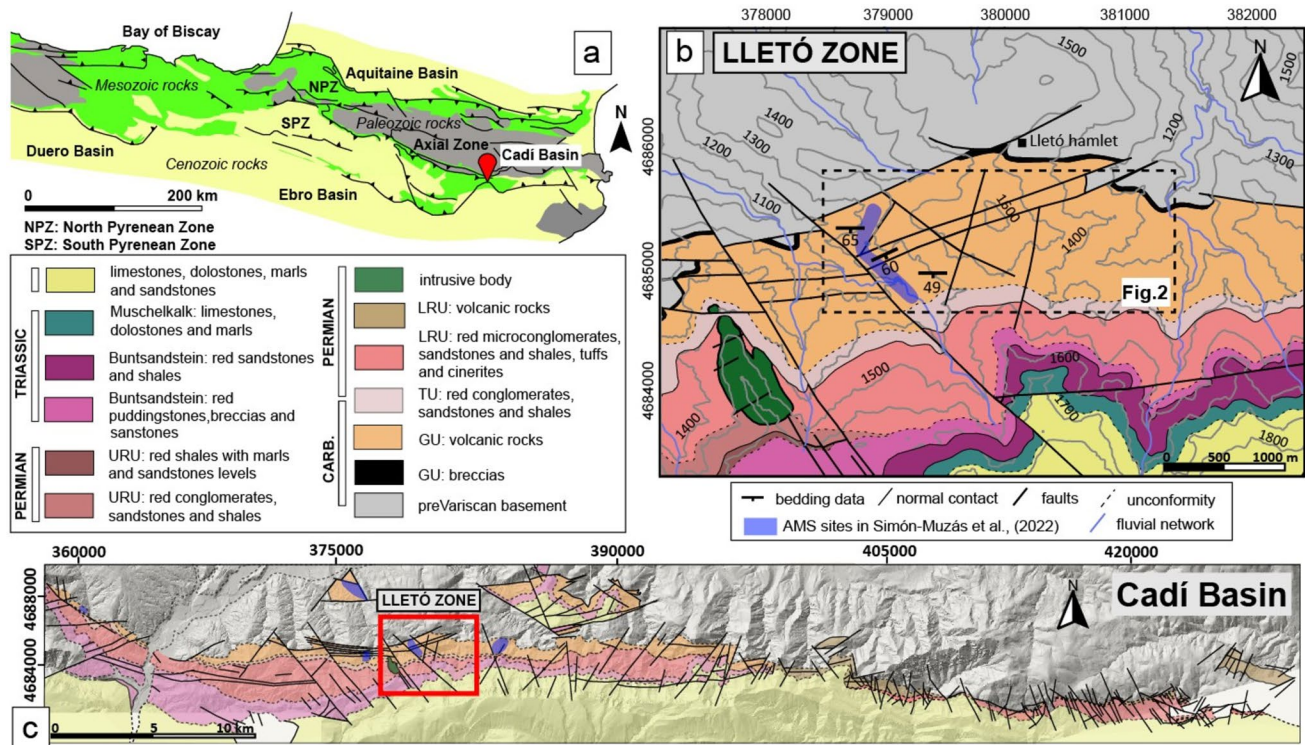 Bay of Biscay
a
Aquitaine Basin
Mesozoic rocks
NPZ
N
SPZ
Paleozoic rocks
Axial Zone
Cadí Basin
Duero Basin
Cenozoic rocks
Ebro Basin
0 200 km
NPZ: North Pyrenean Zone
SPZ: South Pyrenean Zone
limestones, dolostones, marls
and sandstones
TRIASSIC
Muschelkalk: limestones,
dolostones and marls
Buntsandstein: red sandstones
and shales
Buntsandstein: red
puddingstones,breccias and
sanstones
PERMIAN
URU: red shales with marls
and sandstones levels
URU: red conglomerates,
sandstones and shales
PERMIAN
intrusive body
LRU: volcanic rocks
LRU: red microconglomerates,
sandstones and shales, tuffs
and cinerites
TU: red conglomerates,
sandstones and shales
CARB.
GU: volcanic rocks
GU: breccias
preVariscan basement
378000 379000 380000 381000 382000
b
LLETÓ ZONE
N
1500
1500
1400
1300
1200
1200
1300
1100
Lletó hamlet
4686000
4685000
4684000
65
60
49
1600
1400
Fig.2
1600
1500
1400
1700
1800
0 500 1000 m
bedding data
normal contact
faults
unconformity
AMS sites in Simón-Muzás et al., (2022)
fluvial network
360000 375000 390000 405000 420000
4688000
4684000
LLETÓ ZONE
N
Cadí Basin
C
0 5 10 km